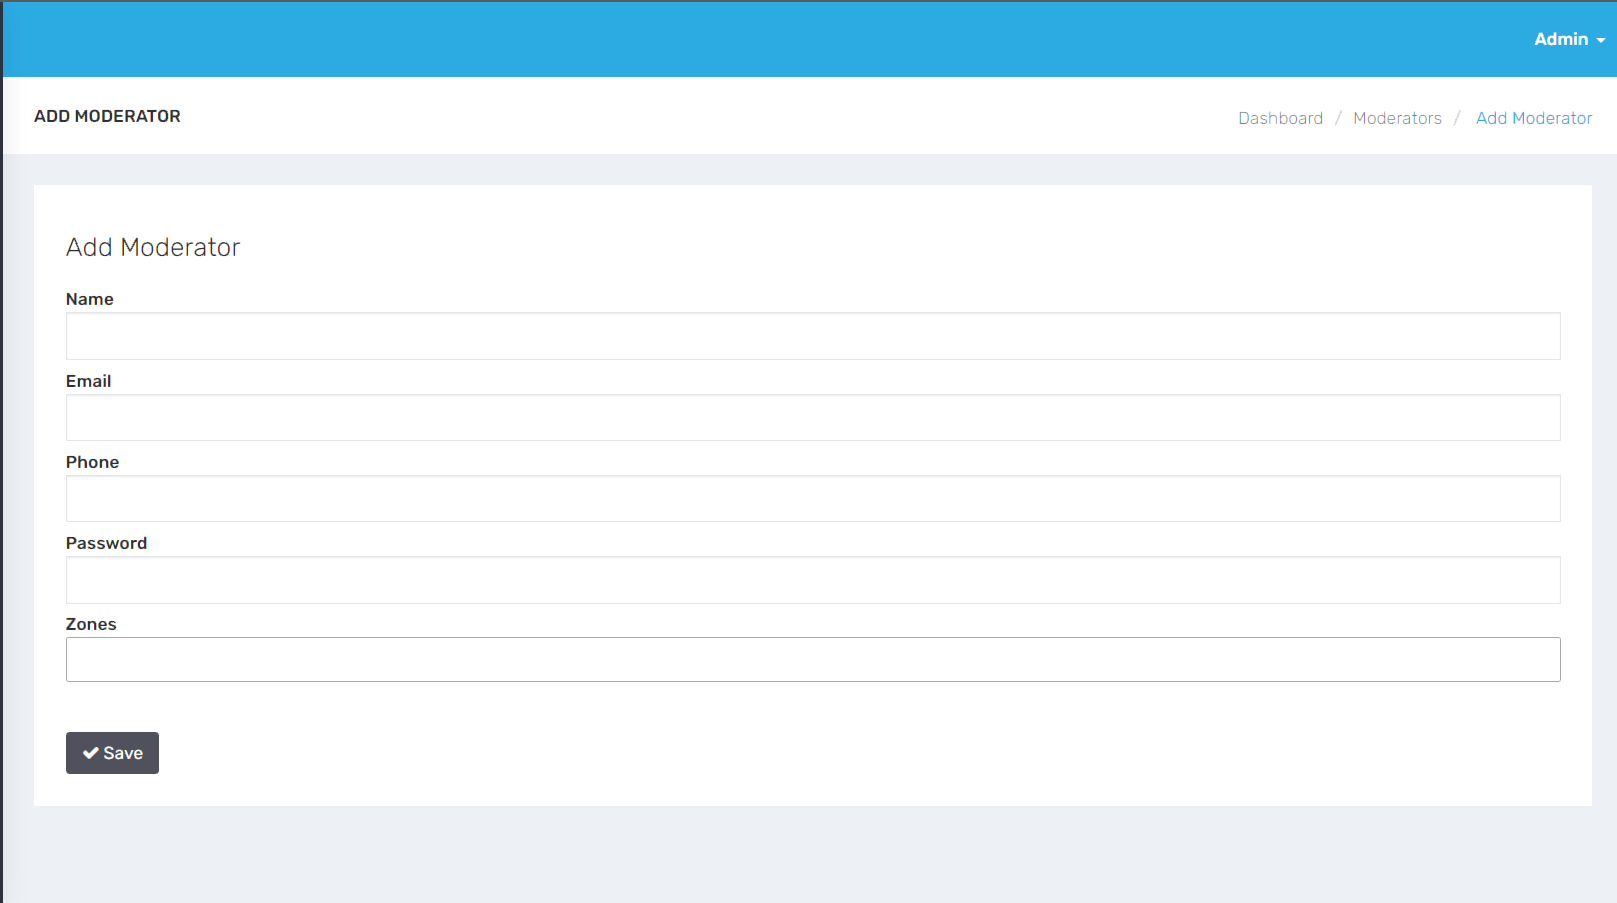 Admin
ADD MODERATOR
Dashboard / Moderators / Add Moderator
Add Moderator
Name
Email
Phone
Password
Zones
Save